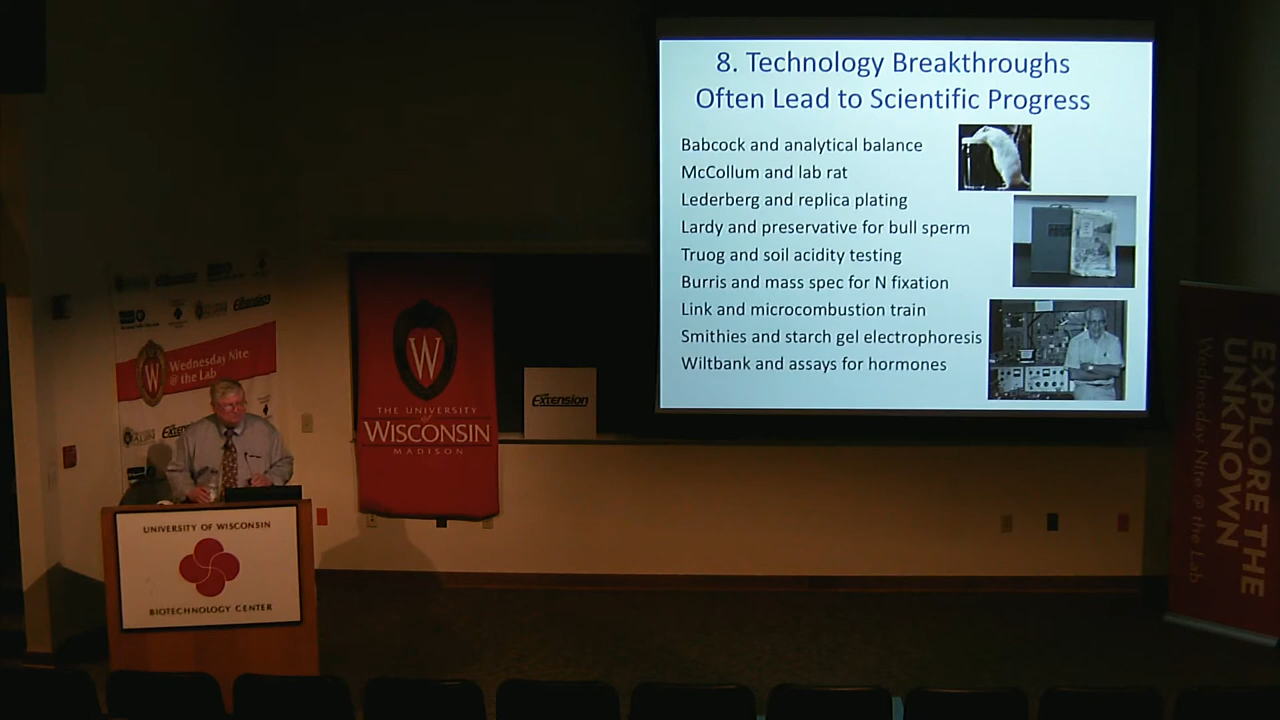 8. Technology Breakthroughs
Often Lead to Scientific Progress
Babcock and analytical balance
McCollum and lab rat
Lederberg and replica plating
Lardy and preservative for bull sperm
Truog and soil acidity testing
Burris and mass spec for N fixation
Link and microcombustion train
Smithies and starch gel electrophoresis
Wiltbank and assays for hormones
Extension
Wednesday Nite
@ the Lab
W
THE UNIVERSITY
of
WISCONSIN
MADISON
Extension
UNIVERSITY OF WISCONSIN
BIOTECHNOLOGY CENTER
EXPLORE THE
UNKNOWN
Wednesday Nite @ the Lab